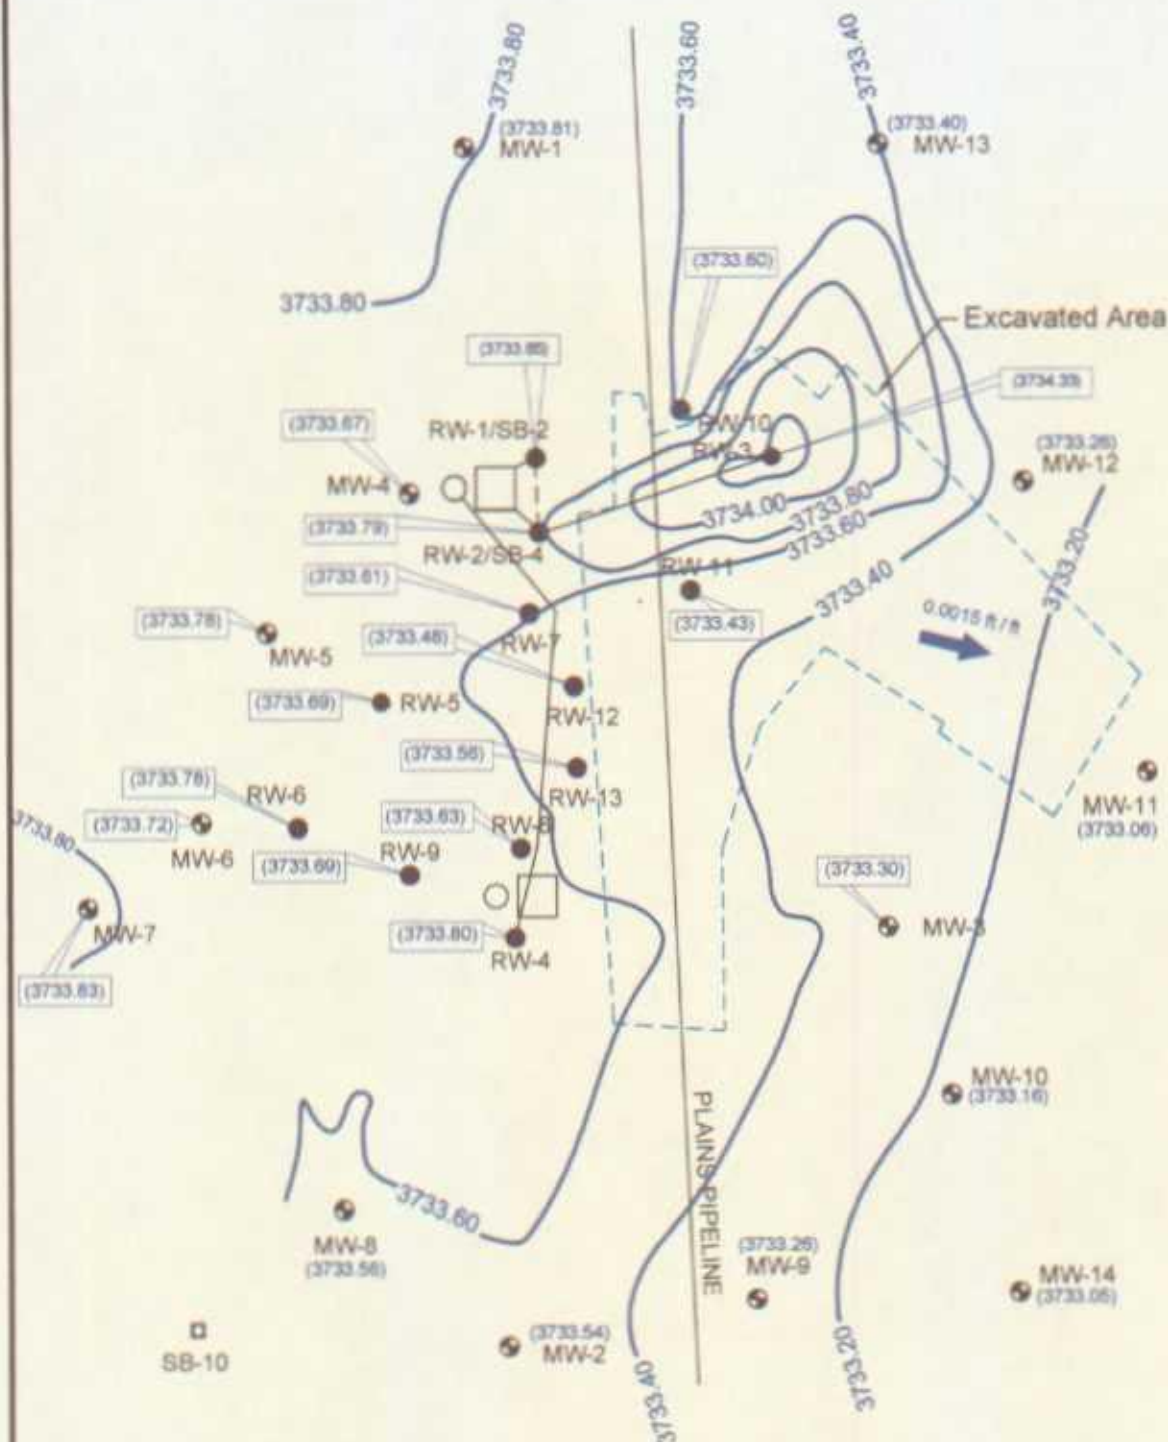 3733.80
3733.60
3733.40
(3733.81)
MW-1
(3733.40)
MW-13
(3733.60)
3733.80
Excavated Area
(3733.85)
(3734.33)
(3733.67)
RW-1/SB-2
RW-10
RW-3
(3733.26)
MW-12
MW-4
3734.00
3733.80
3733.60
(3733.79)
RW-2/SB-4
RW-11
3733.40
3733.20
(3733.61)
(3733.78)
(3733.43)
0.0015 ft / ft
RW-7
(3733.48)
MW-5
(3733.69)
RW-5
RW-12
(3733.56)
(3733.78)
RW-6
RW-13
MW-11
(3733.06)
3733.80
(3733.72)
(3733.63)
RW-8
MW-6
(3733.69)
RW-9
(3733.30)
MW-7
(3733.80)
MW-3
RW-4
(3733.83)
MW-10
(3733.16)
PLAINS PIPELINE
3733.60
MW-8
(3733.56)
(3733.26)
MW-9
MW-14
(3733.05)
SB-10
(3733.54)
MW-2
3733.40
3733.20